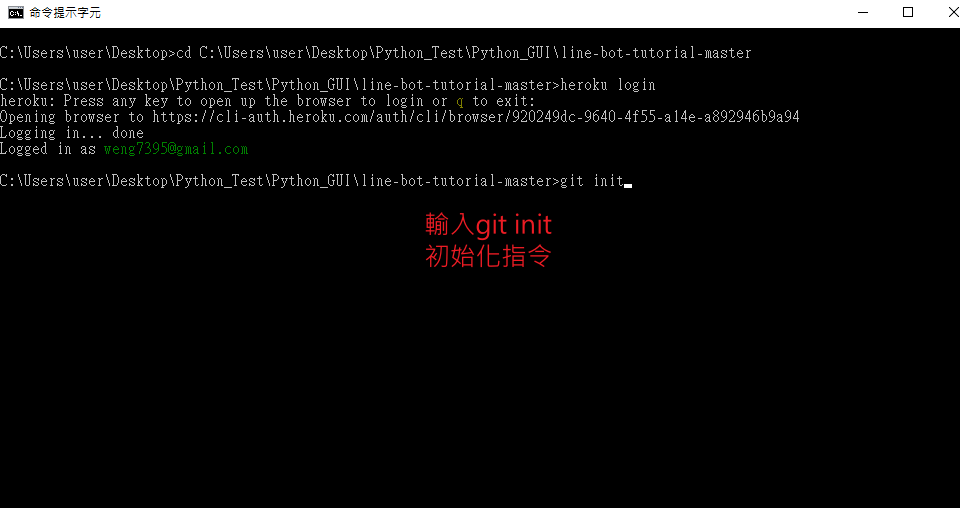 命令提示字元
C:\Users\user\Desktop>cd C:\Users\user\Desktop\Python_Test\Python_GUI\line-bot-tutorial-master
C:\Users\user\Desktop\Python_Test\Python_GUI\line-bot-tutorial-master>heroku login
heroku: Press any key to open up the browser to login or q to exit:
Opening browser to https://cli-auth.heroku.com/auth/cli/browser/920249dc-9640-4f55-a14e-a892946b9a94
Logging in... done
Logged in as weng7395@gmail.com
C:\Users\user\Desktop\Python_Test\Python_GUI\line-bot-tutorial-master>git init
輸入git init
初始化指令